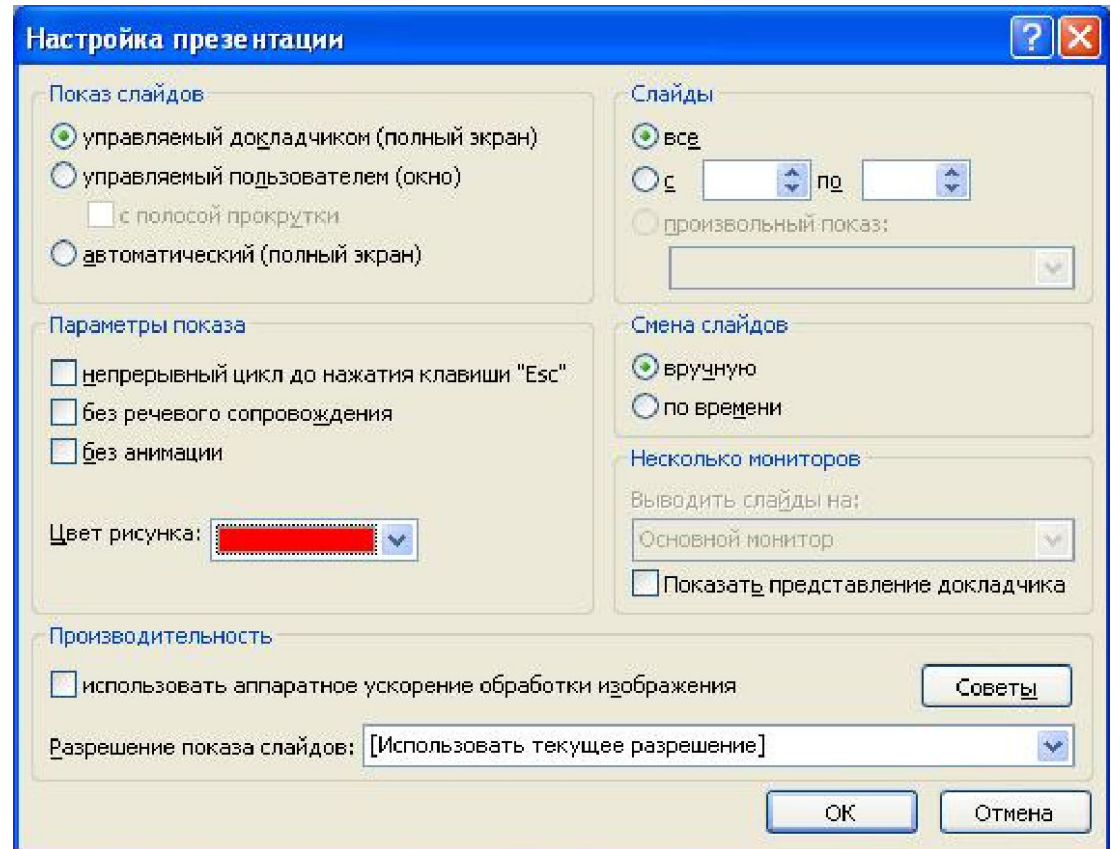 Настройка презентации
Показ слайдов
управляемый докладчиком (полный экран)
управляемый пользователем (окно)
с полосой прокрутки
автоматический (полный экран)
Слайды
все
с по
произвольный показ:
Параметры показа
непрерывный цикл до нажатия клавиши "Esc"
без речевого сопровождения
без анимации
Цвет рисунка:
Смена слайдов
вручную
по времени
Несколько мониторов
Выводить слайды на:
Основной монитор
Показать представление докладчика
Производительность
использовать аппаратное ускорение обработки изображения
Советы
Разрешение показа слайдов: [Использовать текущее разрешение]
ОК Отмена